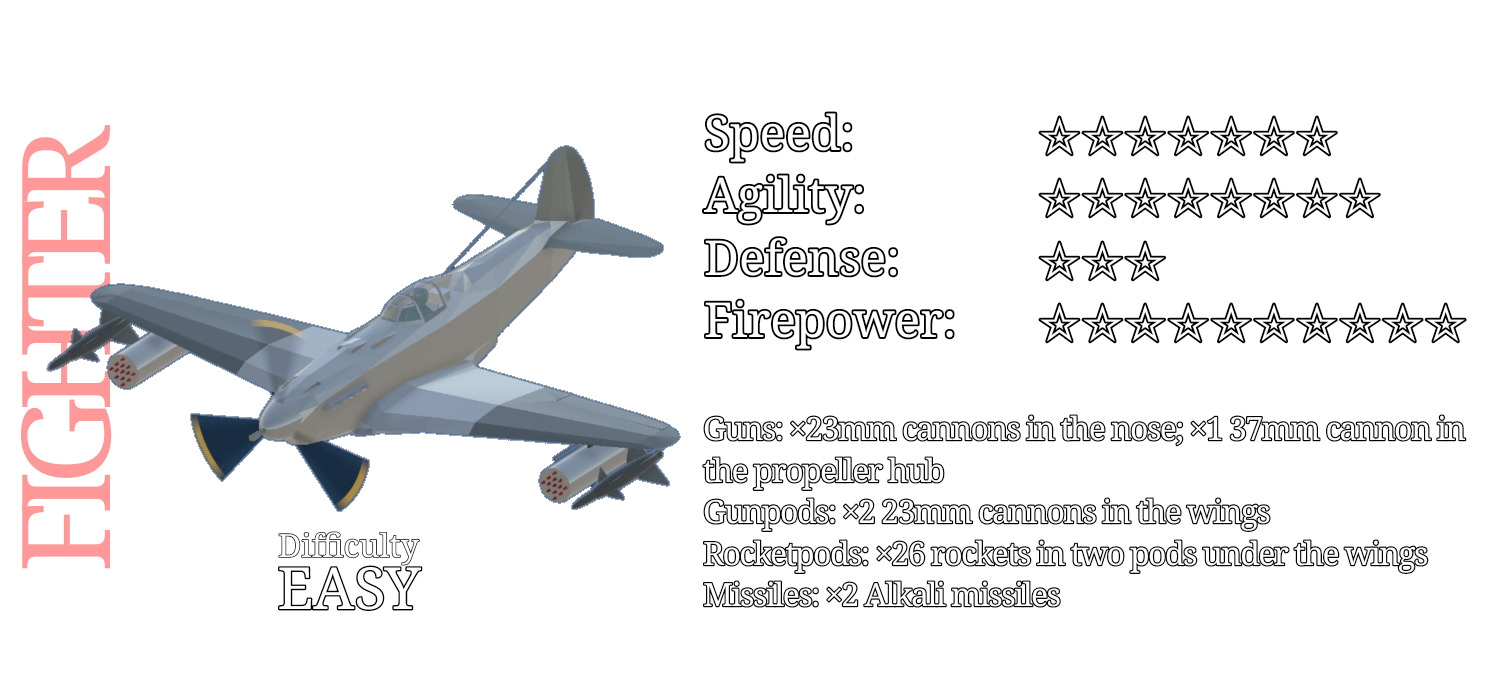 FIGHTER
Speed: ☆☆☆☆☆☆☆
Agility: ☆☆☆☆☆☆☆☆
Defense: ☆☆☆
Firepower: ☆☆☆☆☆☆☆☆☆☆
Guns: ×23mm cannons in the nose; ×1 37mm cannon in
the propeller hub
Gunpods: ×2 23mm cannons in the wings
Rocketpods: ×26 rockets in two pods under the wings
Missiles: ×2 Alkali missiles
Difficulty
EASY